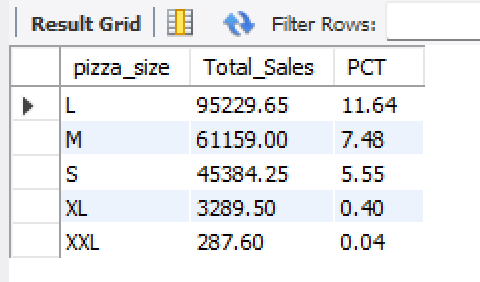 Result Grid Filter Rows:
pizza_size Total_Sales PCT
L 95229.65 11.64
M 61159.00 7.48
S 45384.25 5.55
XL 3289.50 0.40
XXL 287.60 0.04